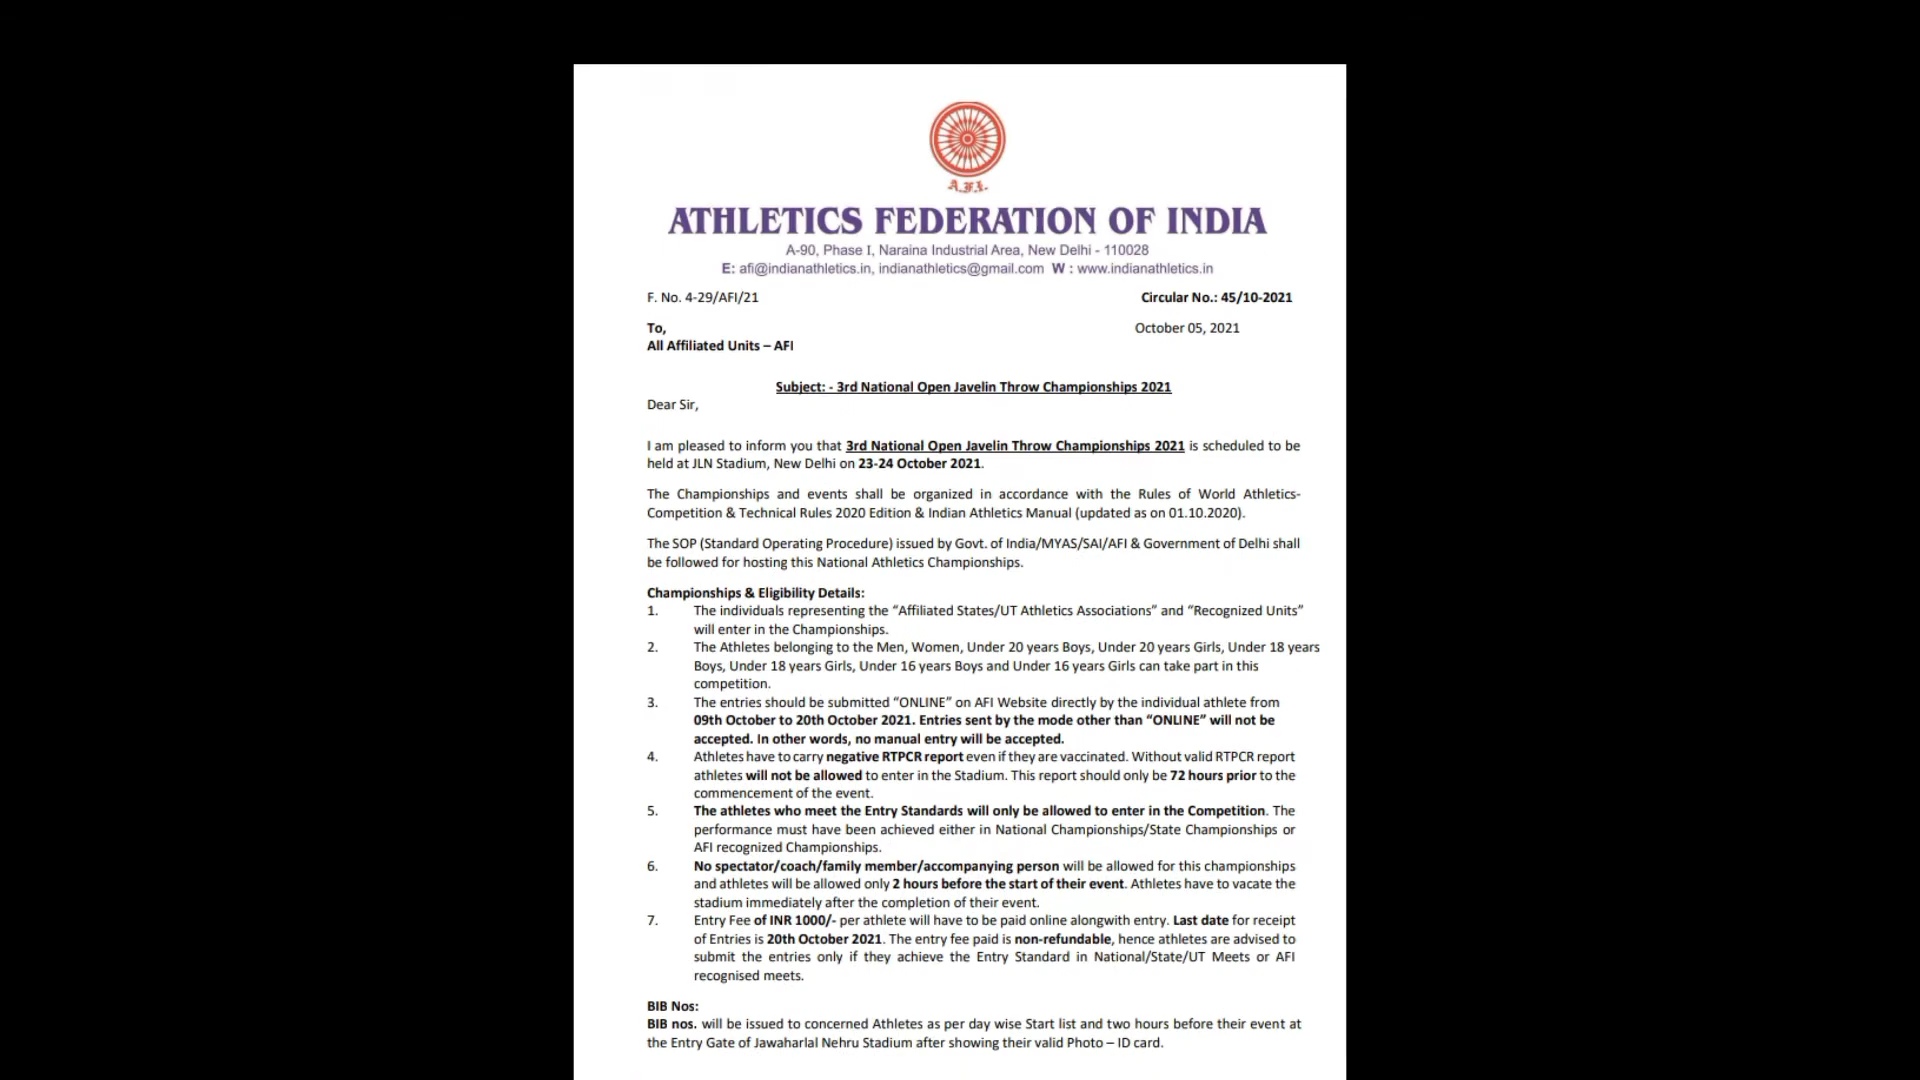 A.F.I.
ATHLETICS FEDERATION OF INDIA
A-90, Phase I, Naraina Industrial Area, New Delhi - 110028
E: afi@indianathletics.in, indianathletics@gmail.com W : www.indianathletics.in
F. No. 4-29/AFI/21 Circular No.: 45/10-2021
To, October 05, 2021
All Affiliated Units – AFI
Subject: - 3rd National Open Javelin Throw Championships 2021
Dear Sir,
I am pleased to inform you that 3rd National Open Javelin Throw Championships 2021 is scheduled to be
held at JLN Stadium, New Delhi on 23-24 October 2021.
The Championships and events shall be organized in accordance with the Rules of World Athletics-
Competition & Technical Rules 2020 Edition & Indian Athletics Manual (updated as on 01.10.2020).
The SOP (Standard Operating Procedure) issued by Govt. of India/MYAS/SAI/AFI & Government of Delhi shall
be followed for hosting this National Athletics Championships.
Championships & Eligibility Details:
1. The individuals representing the “Affiliated States/UT Athletics Associations” and “Recognized Units”
will enter in the Championships.
2. The Athletes belonging to the Men, Women, Under 20 years Boys, Under 20 years Girls, Under 18 years
Boys, Under 18 years Girls, Under 16 years Boys and Under 16 years Girls can take part in this
competition.
3. The entries should be submitted “ONLINE” on AFI Website directly by the individual athlete from
09th October to 20th October 2021. Entries sent by the mode other than “ONLINE” will not be
accepted. In other words, no manual entry will be accepted.
4. Athletes have to carry negative RTPCR report even if they are vaccinated. Without valid RTPCR report
athletes will not be allowed to enter in the Stadium. This report should only be 72 hours prior to the
commencement of the event.
5. The athletes who meet the Entry Standards will only be allowed to enter in the Competition. The
performance must have been achieved either in National Championships/State Championships or
AFI recognized Championships.
6. No spectator/coach/family member/accompanying person will be allowed for this championships
and athletes will be allowed only 2 hours before the start of their event. Athletes have to vacate the
stadium immediately after the completion of their event.
7. Entry Fee of INR 1000/- per athlete will have to be paid online alongwith entry. Last date for receipt
of Entries is 20th October 2021. The entry fee paid is non-refundable, hence athletes are advised to
submit the entries only if they achieve the Entry Standard in National/State/UT Meets or AFI
recognised meets.
BIB Nos:
BIB nos. will be issued to concerned Athletes as per day wise Start list and two hours before their event at
the Entry Gate of Jawaharlal Nehru Stadium after showing their valid Photo – ID card.